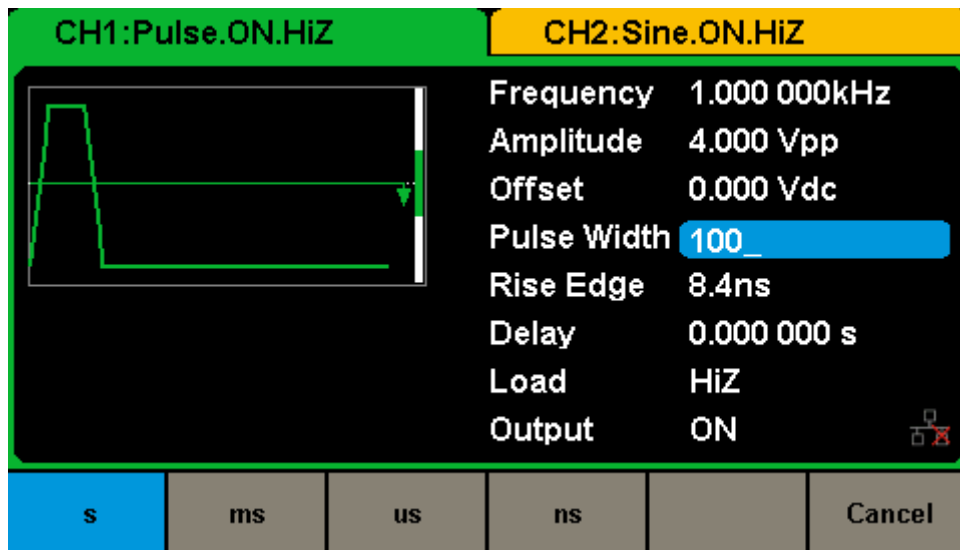 CH1:Pulse.ON.HiZ CH2:Sine.ON.HiZ
Frequency 1.000 000kHz
Amplitude 4.000 Vpp
Offset 0.000 Vdc
Pulse Width 100_
Rise Edge 8.4ns
Delay 0.000 000 s
Load HiZ
Output ON
s ms us ns Cancel